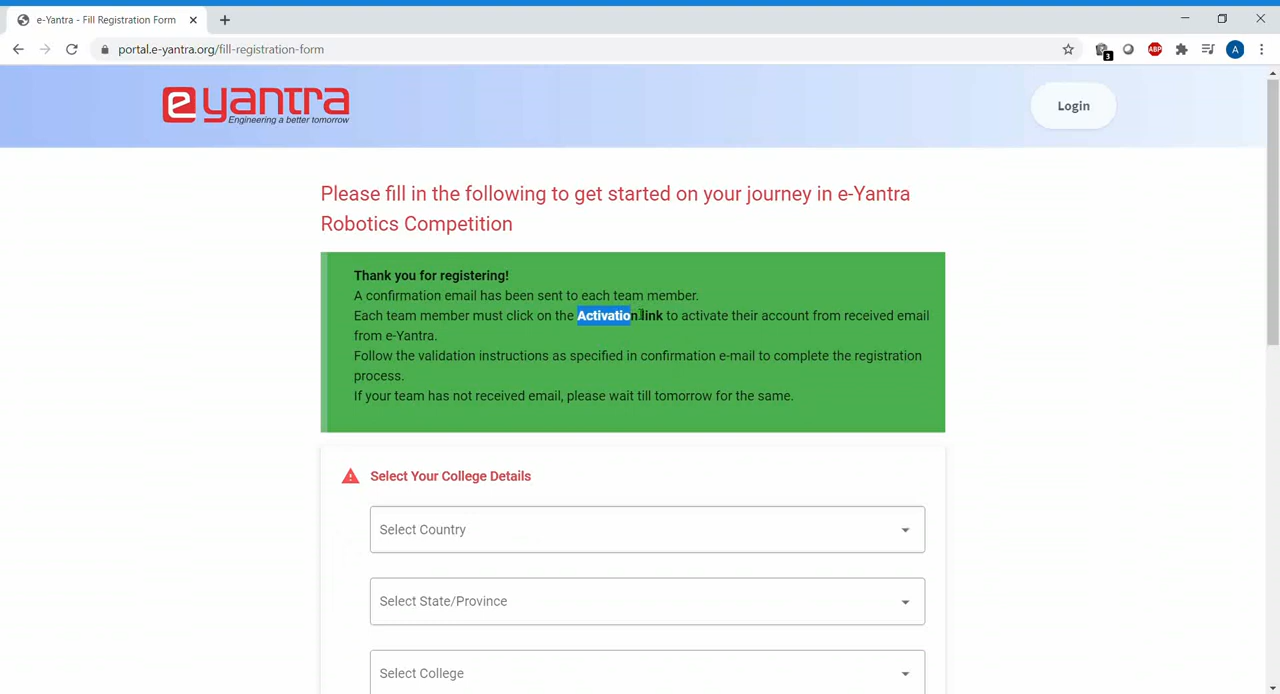 e-Yantra - Fill Registration Form
portal.e-yantra.org/fill-registration-form
3
ABP
A
e yantra
Engineering a better tomorrow
Login
Please fill in the following to get started on your journey in e-Yantra
Robotics Competition
Thank you for registering!
A confirmation email has been sent to each team member.
Each team member must click on the Activation link to activate their account from received email
from e-Yantra.
Follow the validation instructions as specified in confirmation e-mail to complete the registration
process.
If your team has not received email, please wait till tomorrow for the same.
Select Your College Details
Select Country
Select State/Province
Select College